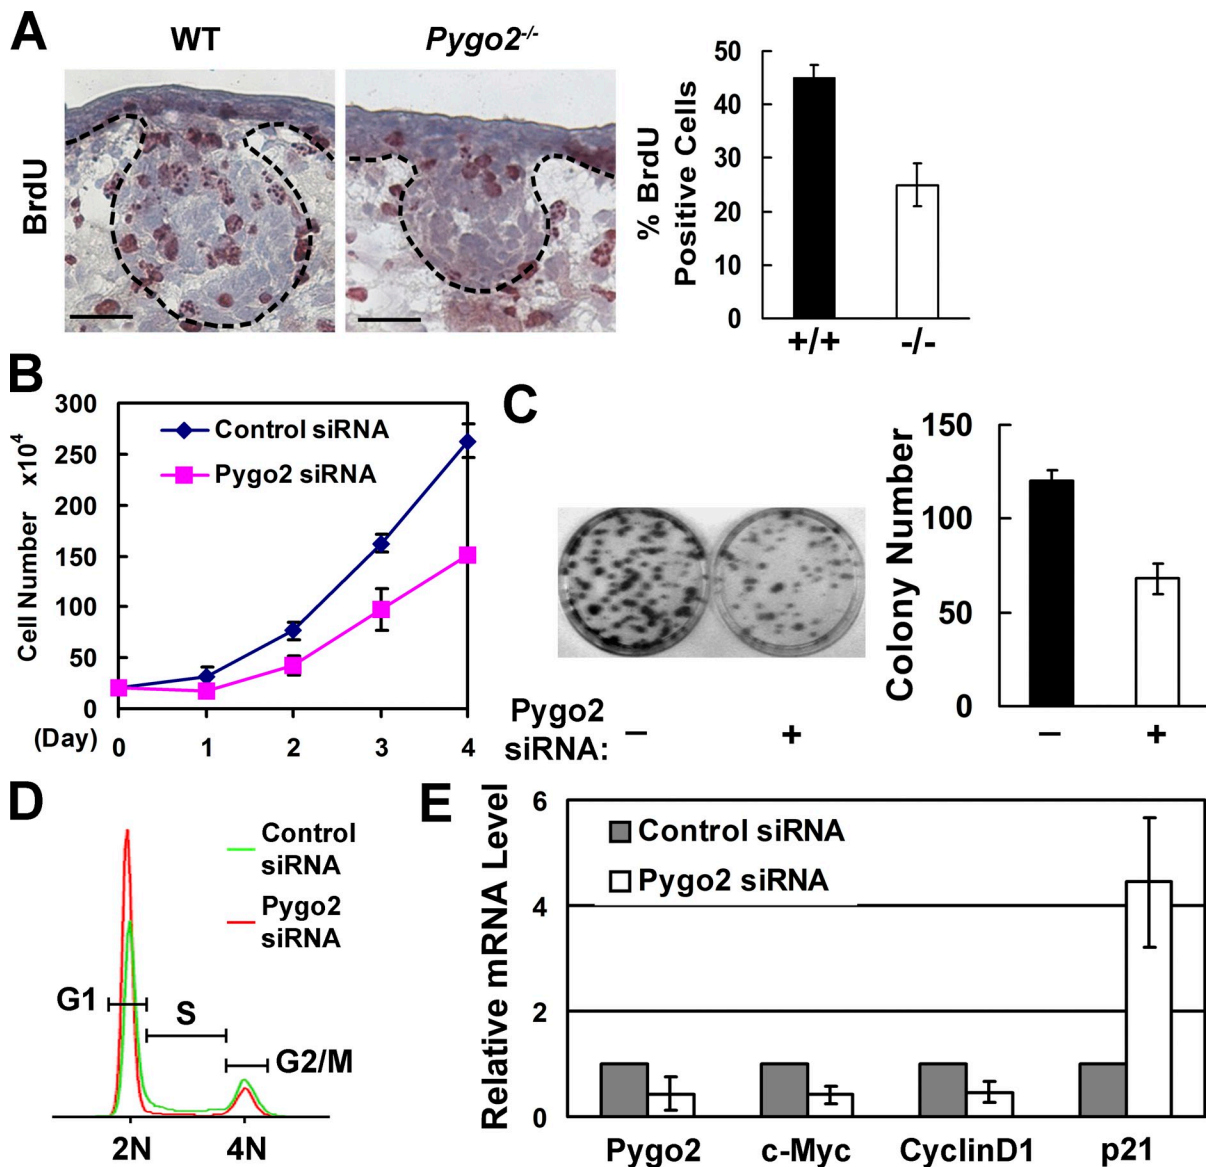 A
WT
Pygo2-/-
BrdU
% BrdU
Positive Cells
50
40
30
20
10
0
+/+
-/-
B
Cell Number x10⁴
300
250
200
150
100
50
0
Control siRNA
Pygo2 siRNA
(Day)
0 1 2 3 4
C
Pygo2
siRNA:
– +
Colony Number
150
100
50
0
– +
D
Control
siRNA
Pygo2
siRNA
G1
S
G2/M
2N 4N
E
Relative mRNA Level
6
4
2
0
Control siRNA
Pygo2 siRNA
Pygo2 c-Myc CyclinD1 p21